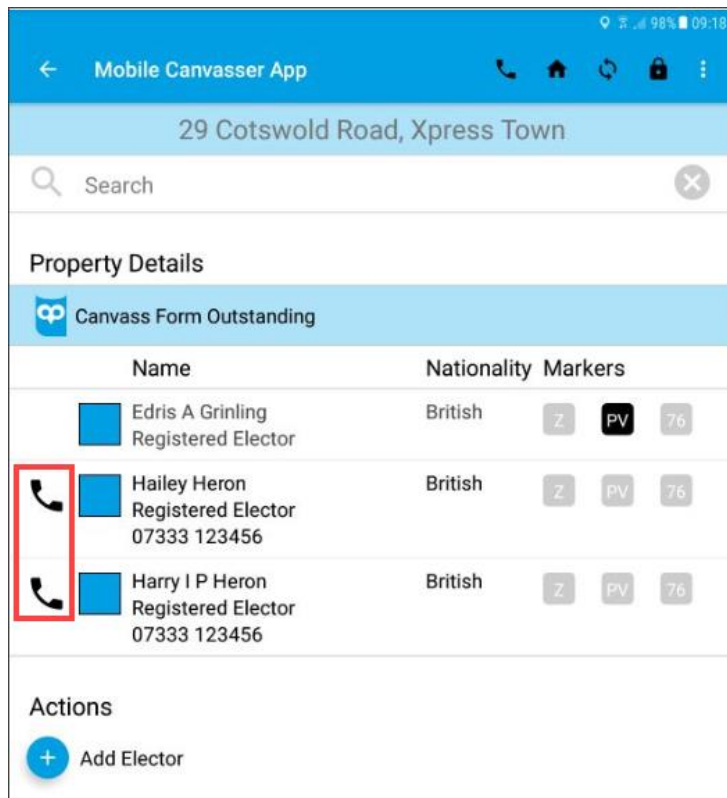 98% 09:18
Mobile Canvasser App
29 Cotswold Road, Xpress Town
Search
Property Details
Canvass Form Outstanding
Name Nationality Markers
Edris A Grinling British Z PV 76
Registered Elector
Hailey Heron British Z PV 76
Registered Elector
07333 123456
Harry I P Heron British Z PV 76
Registered Elector
07333 123456
Actions
+ Add Elector